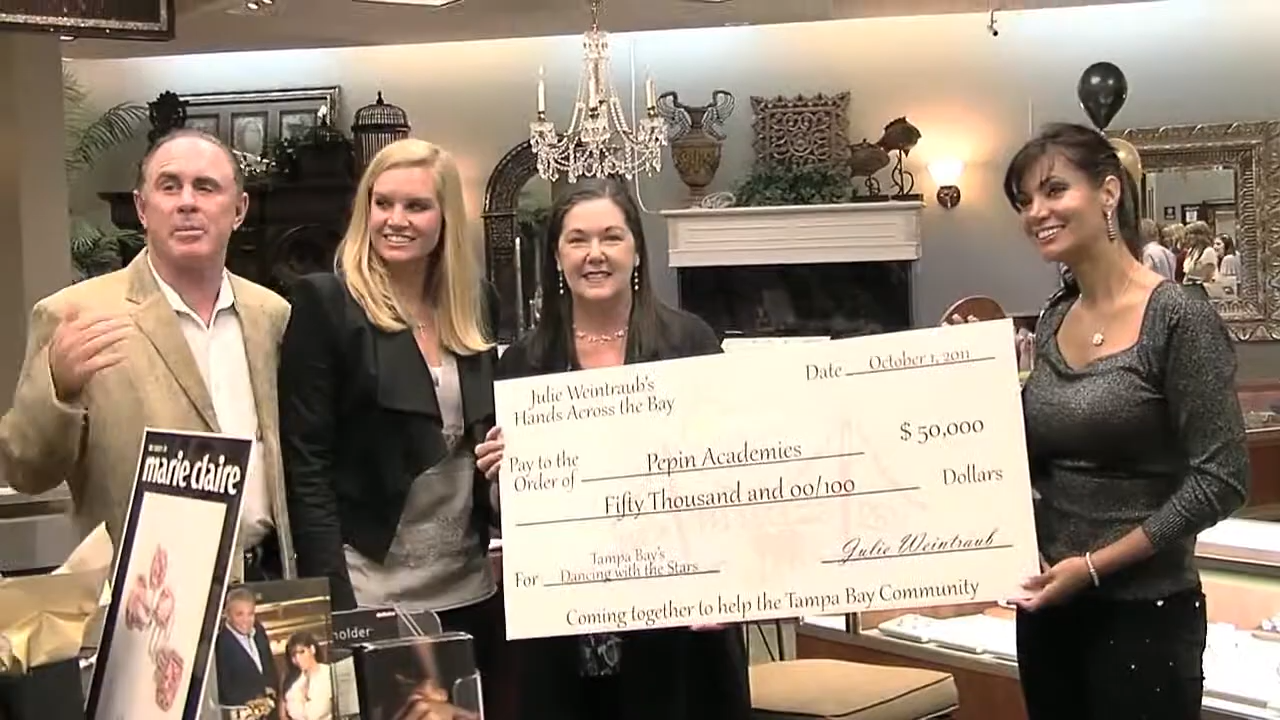 Julie Weintraub's
Hands Across the Bay
Date October 1, 2011
Pay to the
Order of Pepin Academies
$ 50,000
Fifty Thousand and 00/100 Dollars
Tampa Bay's
For Dancing with the Stars
Julie Weintraub
Coming together to help the Tampa Bay Community
marie claire
holder